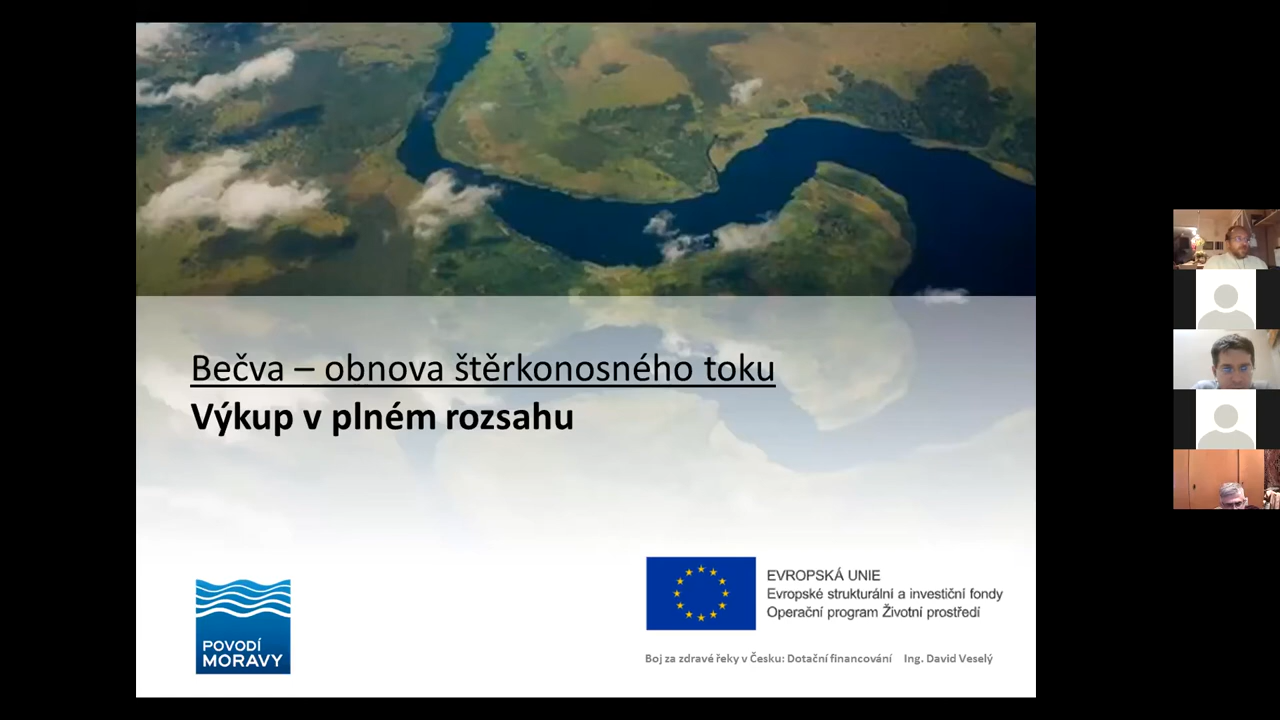 Bečva – obnova štěrkonosného toku
Výkup v plném rozsahu
POVODÍ
MORAVY
EVROPSKÁ UNIE
Evropské strukturální a investiční fondy
Operační program Životní prostředí
Boj za zdravé řeky v Česku: Dotační financování Ing. David Veselý